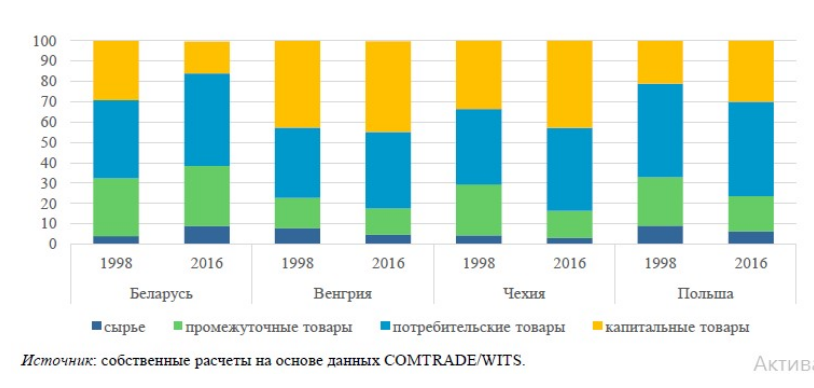 100
90
80
70
60
50
40
30
20
10
0
1998 2016 1998 2016 1998 2016 1998 2016
Беларусь Венгрия Чехия Польша
сырье промежуточные товары потребительские товары капитальные товары
Источник: собственные расчеты на основе данных COMTRADE/WITS.
Актива